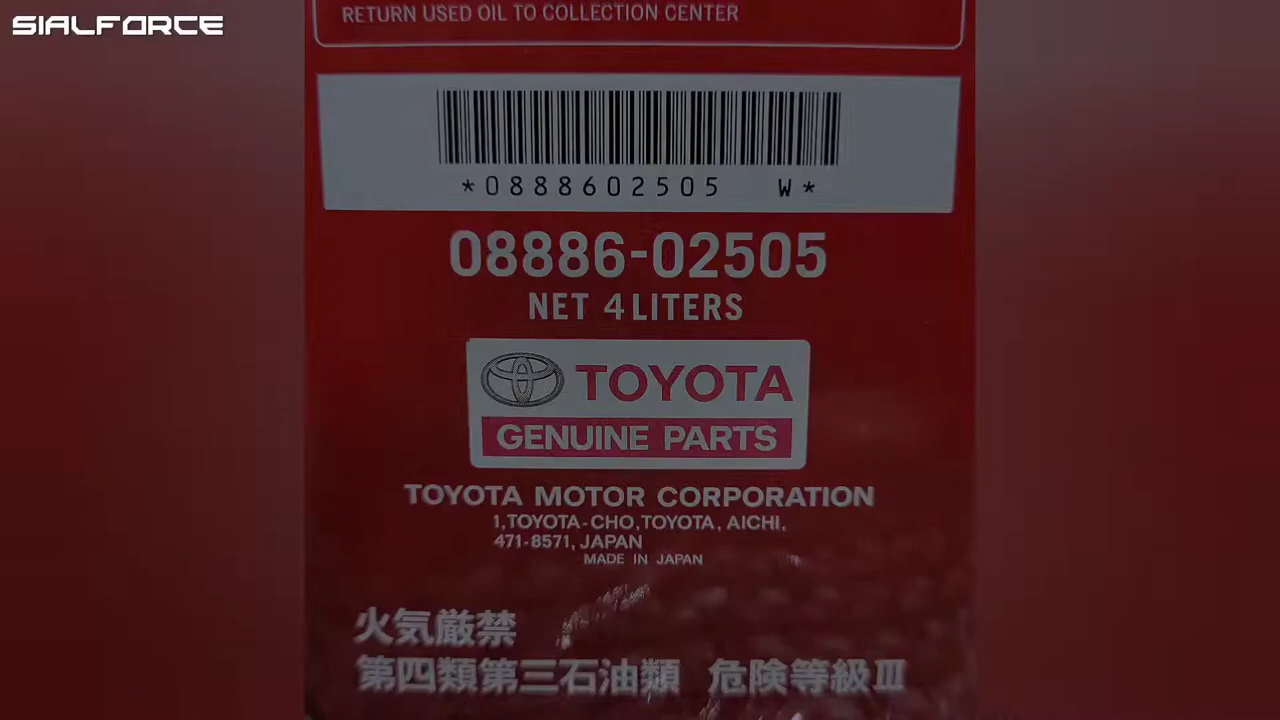 SIALFORCE
RETURN USED OIL TO COLLECTION CENTER
*0888602505 W*
08886-02505
NET 4 LITERS
TOYOTA
GENUINE PARTS
TOYOTA MOTOR CORPORATION
1,TOYOTA-CHO,TOYOTA, AICHI,
471-8571, JAPAN
MADE IN JAPAN
火気厳禁
第四類第三石油類 危険等級Ⅲ